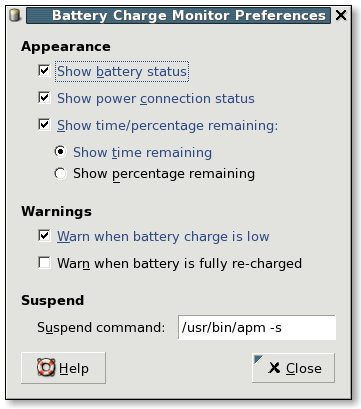 Battery Charge Monitor Preferences
Appearance
Show battery status
Show power connection status
Show time/percentage remaining:
Show time remaining
Show percentage remaining
Warnings
Warn when battery charge is low
Warn when battery is fully re-charged
Suspend
Suspend command: /usr/bin/apm -s
Help Close